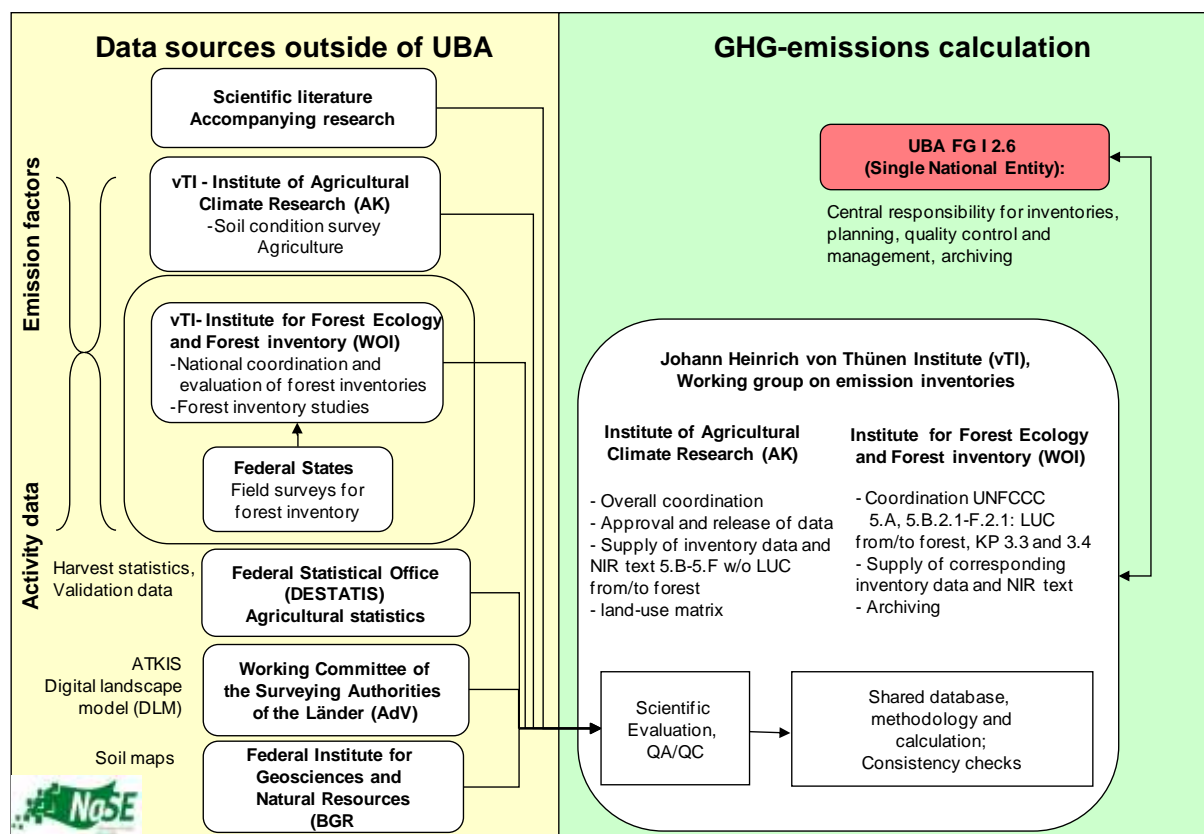 Data sources outside of UBA
Scientific literature
Accompanying research
Emission factors
vTI - Institute of Agricultural
Climate Research (AK)
-Soil condition survey
Agriculture
vTI- Institute for Forest Ecology
and Forest inventory (WOI)
-National coordination and
evaluation of forest inventories
-Forest inventory studies
Federal States
Field surveys for
forest inventory
Activity data
Harvest statistics,
Validation data
Federal Statistical Office
(DESTATIS)
Agricultural statistics
ATKIS
Digital landscape
model (DLM)
Working Committee of
the Surveying Authorities
of the Länder (AdV)
Soil maps
Federal Institute for
Geosciences and
Natural Resources
(BGR
NaSE
GHG-emissions calculation
UBA FG I 2.6
(Single National Entity):
Central responsibility for inventories,
planning, quality control and
management, archiving
Johann Heinrich von Thünen Institute (vTI),
Working group on emission inventories
Institute of Agricultural
Climate Research (AK)
- Overall coordination
- Approval and release of data
- Supply of inventory data and
NIR text 5.B-5.F w/o LUC
from/to forest
- land-use matrix
Institute for Forest Ecology
and Forest inventory (WOI)
- Coordination UNFCCC
5.A, 5.B.2.1-F.2.1: LUC
from/to forest, KP 3.3 and 3.4
- Supply of corresponding
inventory data and NIR text
- Archiving
Scientific
Evaluation,
QA/QC
Shared database,
methodology and
calculation;
Consistency checks